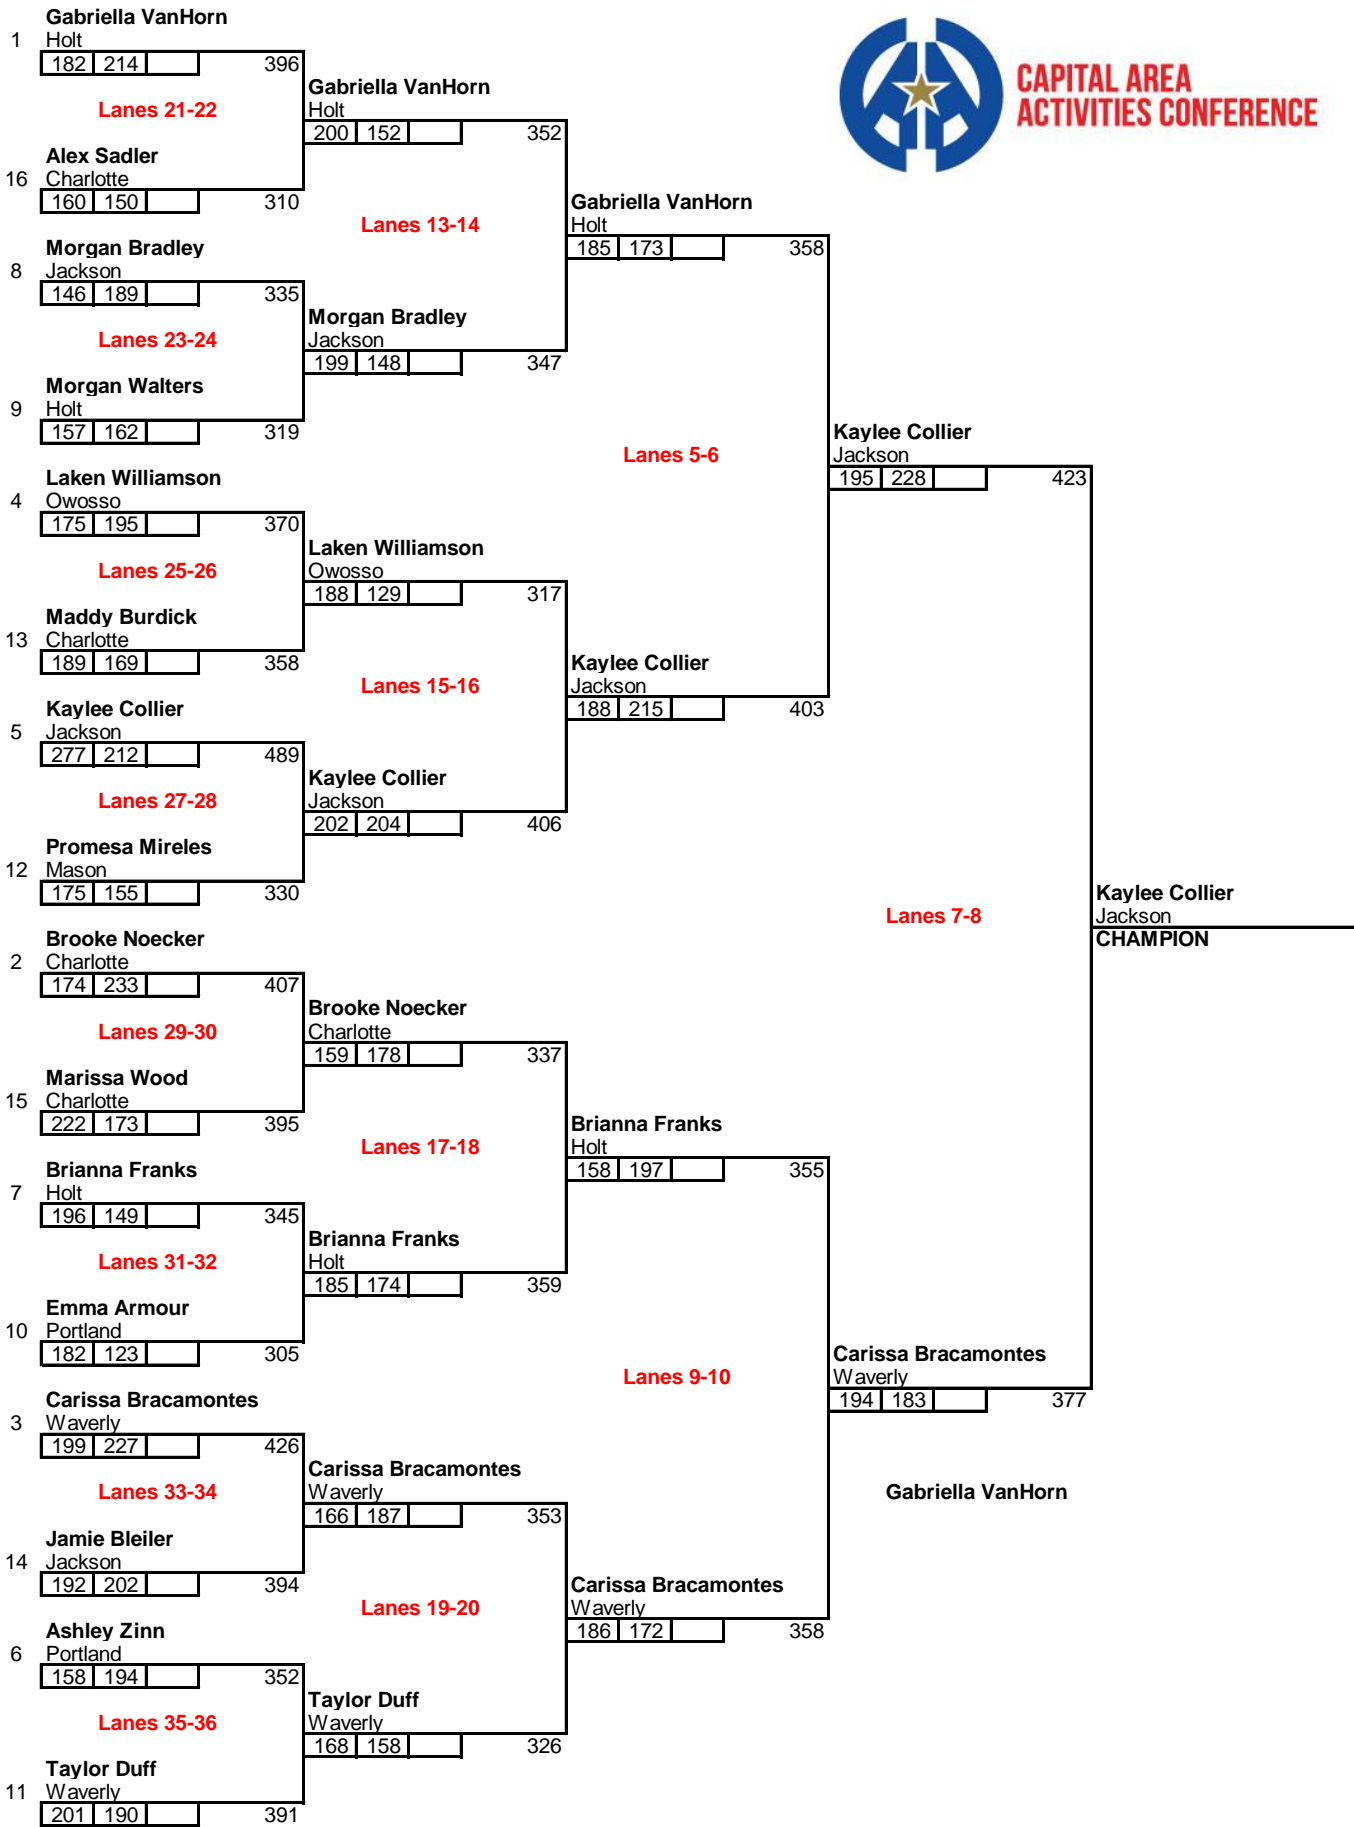 Gabriella VanHorn
1 Holt
182 214 396
Lanes 21-22
Alex Sadler
16 Charlotte
160 150 310
Morgan Bradley
8 Jackson
146 189 335
Lanes 23-24
Morgan Walters
9 Holt
157 162 319
Laken Williamson
4 Owosso
175 195 370
Lanes 25-26
Maddy Burdick
13 Charlotte
189 169 358
Kaylee Collier
5 Jackson
277 212 489
Lanes 27-28
Promesa Mireles
12 Mason
175 155 330
Brooke Noecker
2 Charlotte
174 233 407
Lanes 29-30
Marissa Wood
15 Charlotte
222 173 395
Brianna Franks
7 Holt
196 149 345
Lanes 31-32
Emma Armour
10 Portland
182 123 305
Carissa Bracamontes
3 Waverly
199 227 426
Lanes 33-34
Jamie Bleiler
14 Jackson
192 202 394
Ashley Zinn
6 Portland
158 194 352
Lanes 35-36
Taylor Duff
11 Waverly
201 190 391
Gabriella VanHorn
Holt
200 152 352
Lanes 13-14
Morgan Bradley
Jackson
199 148 347
Laken Williamson
Owosso
188 129 317
Lanes 15-16
Kaylee Collier
Jackson
202 204 406
Brooke Noecker
Charlotte
159 178 337
Lanes 17-18
Brianna Franks
Holt
185 174 359
Carissa Bracamontes
Waverly
166 187 353
Lanes 19-20
Taylor Duff
Waverly
168 158 326
Gabriella VanHorn
Holt
185 173 358
Lanes 5-6
Kaylee Collier
Jackson
188 215 403
Brianna Franks
Holt
158 197 355
Lanes 9-10
Carissa Bracamontes
Waverly
186 172 358
CAPITAL AREA
ACTIVITIES CONFERENCE
Kaylee Collier
Jackson
195 228 423
Lanes 7-8
Carissa Bracamontes
Waverly
194 183 377
Gabriella VanHorn
Kaylee Collier
Jackson
CHAMPION